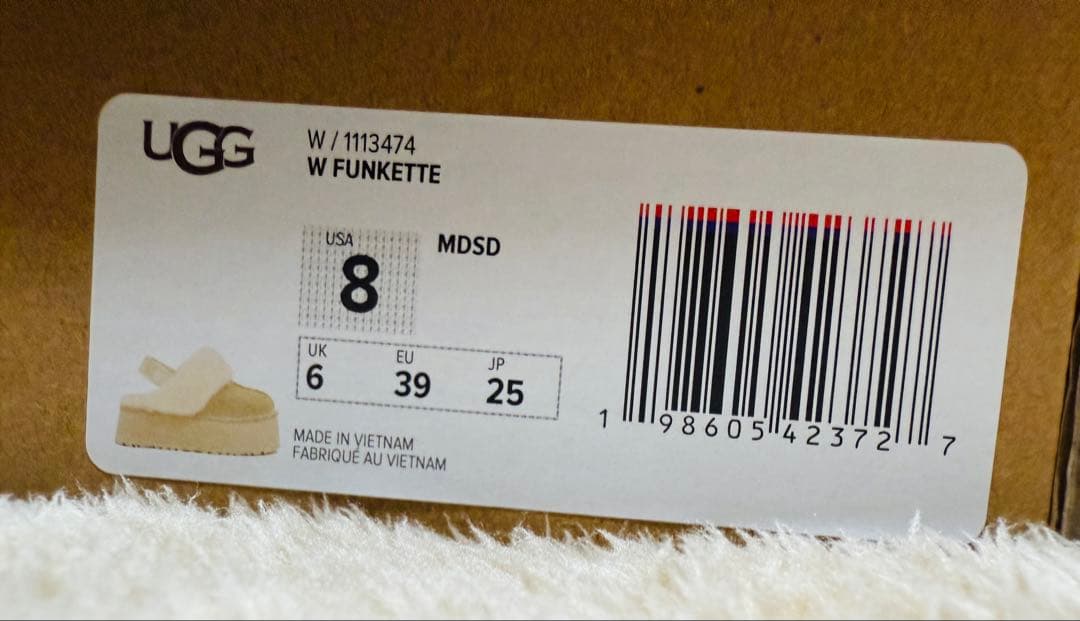 UGG
W / 1113474
W FUNKETTE
USA
8
MDSD
UK
6
EU
39
JP
25
MADE IN VIETNAM
FABRIQUÉ AU VIETNAM
1 98605 42372 7